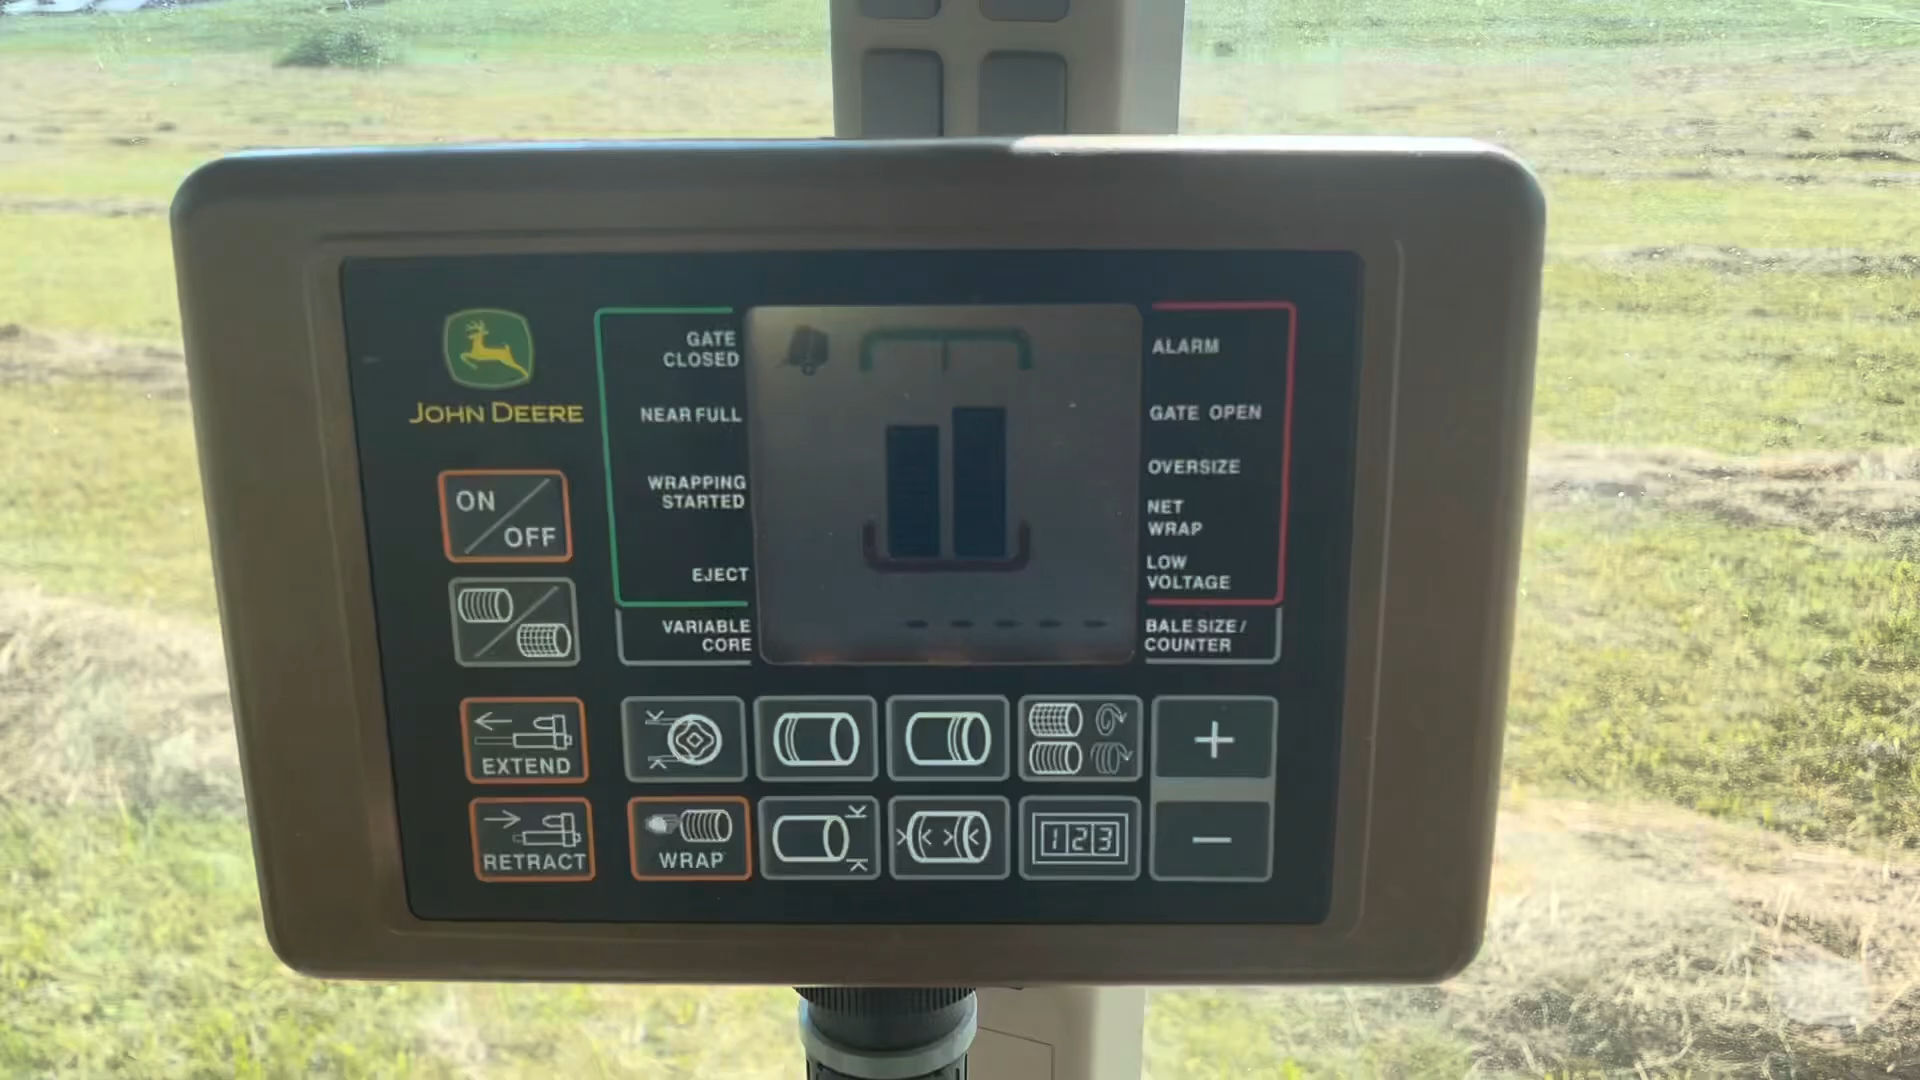 JOHN DEERE
ON
OFF
EXTEND
RETRACT
GATE
CLOSED
NEAR FULL
WRAPPING
STARTED
EJECT
VARIABLE
CORE
ALARM
GATE OPEN
OVERSIZE
NET
WRAP
LOW
VOLTAGE
BALE SIZE/
COUNTER
+
WRAP
123
−